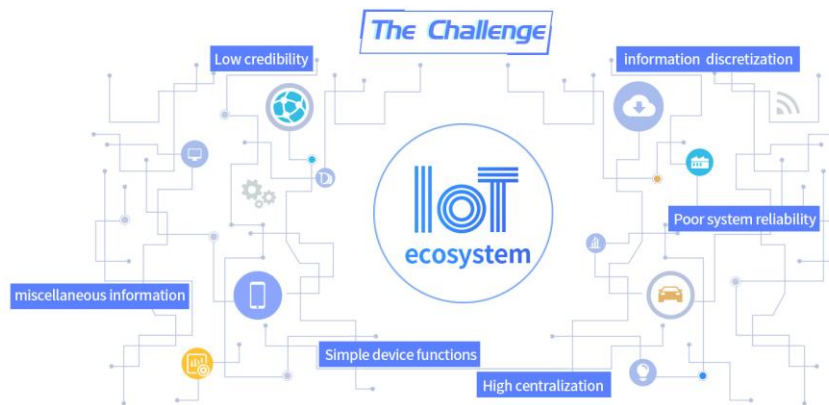 The Challenge
Low credibility
information discretization
IoT
ecosystem
Poor system reliability
miscellaneous information
Simple device functions
High centralization